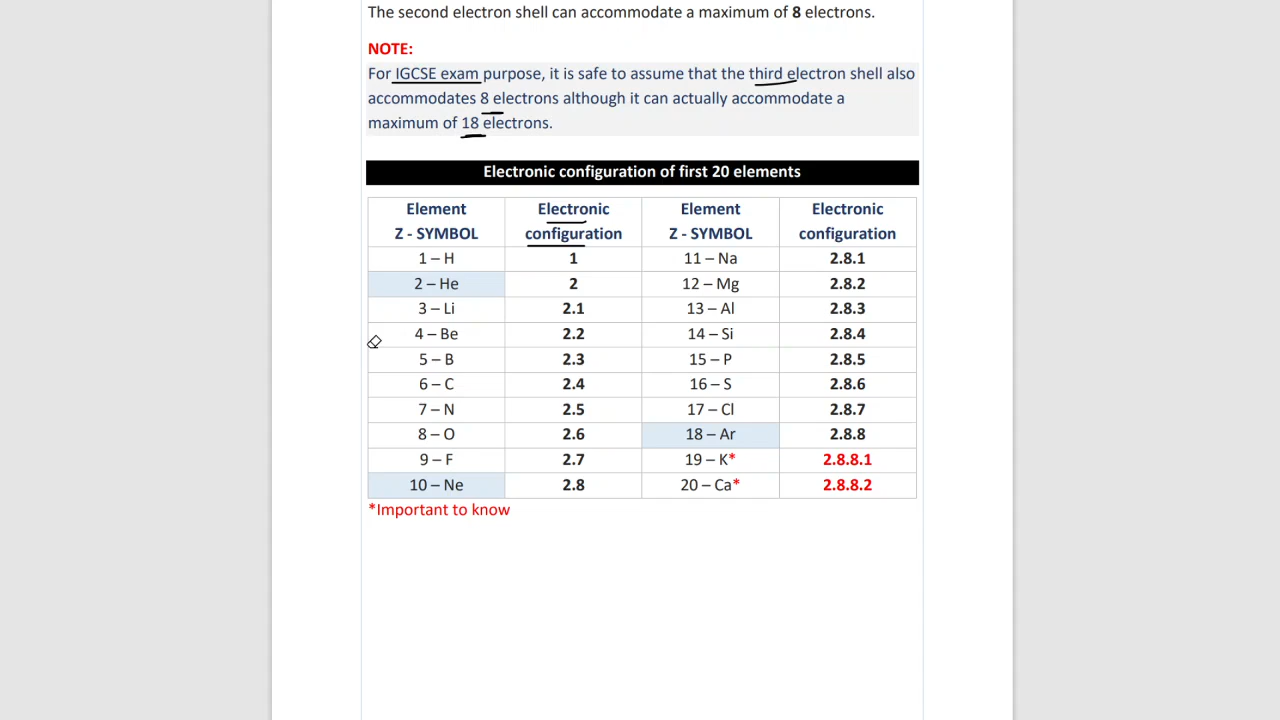 The second electron shell can accommodate a maximum of 8 electrons.
NOTE:
For IGCSE exam purpose, it is safe to assume that the third electron shell also
accommodates 8 electrons although it can actually accommodate a
maximum of 18 electrons.
Electronic configuration of first 20 elements
Element Electronic Element Electronic
Z - SYMBOL configuration Z - SYMBOL configuration
1 – H 1 11 – Na 2.8.1
2 – He 2 12 – Mg 2.8.2
3 – Li 2.1 13 – Al 2.8.3
4 – Be 2.2 14 – Si 2.8.4
5 – B 2.3 15 – P 2.8.5
6 – C 2.4 16 – S 2.8.6
7 – N 2.5 17 – Cl 2.8.7
8 – O 2.6 18 – Ar 2.8.8
9 – F 2.7 19 – K* 2.8.8.1
10 – Ne 2.8 20 – Ca* 2.8.8.2
*Important to know